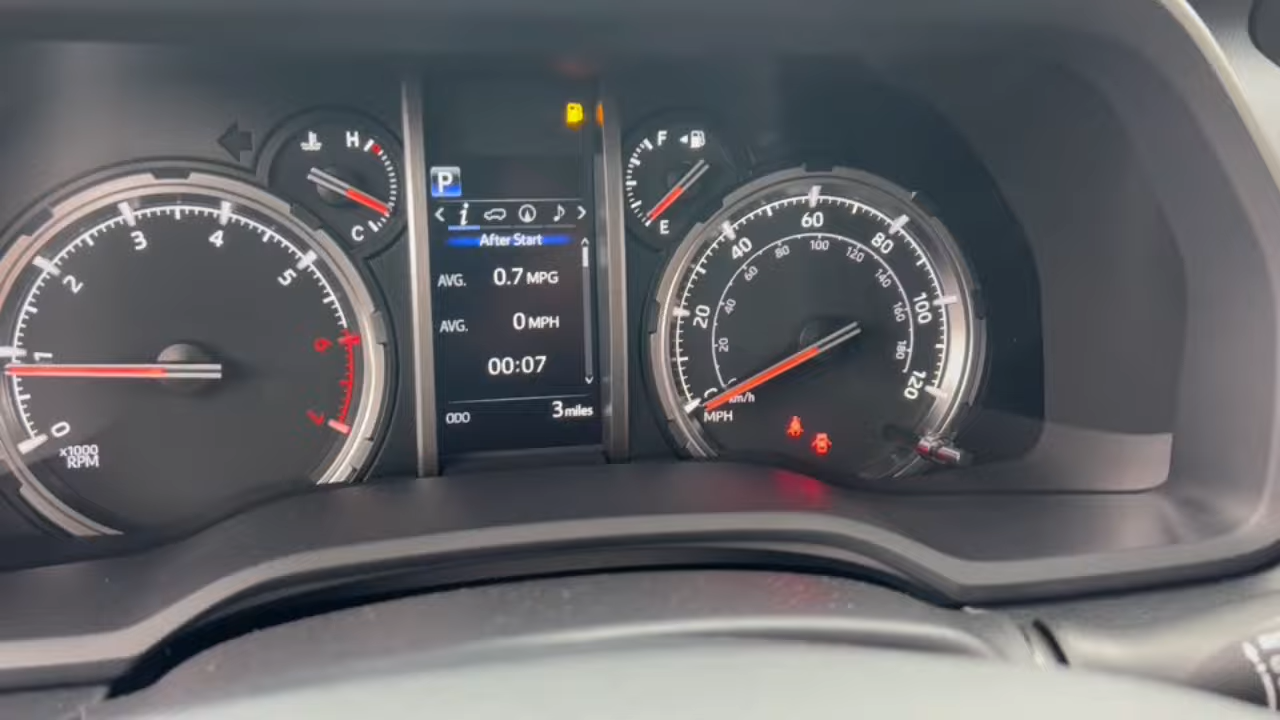 H
C
0
1
2
3
4
5
6
7
x1000
RPM
P
i
After Start
AVG. 0.7 MPG
AVG. 0 MPH
00:07
ODO 3 miles
F
E
20
40
60
80
100
120
20
40
60
80
100
120
140
160
180
km/h
MPH